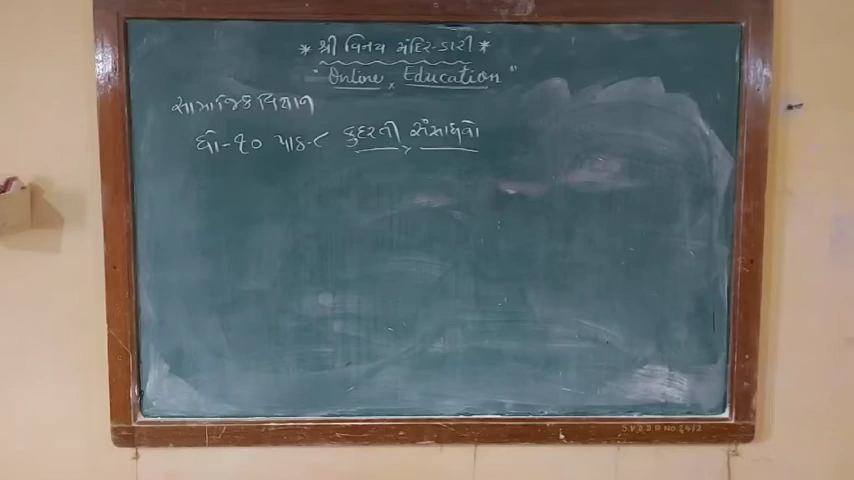 * શ્રી વિનય મંદિર-કારી *
"Online Education"
સામાજિક વિજ્ઞાન
ધો-૧૦ પાઠ-૮ કુદરતી સંસાધનો